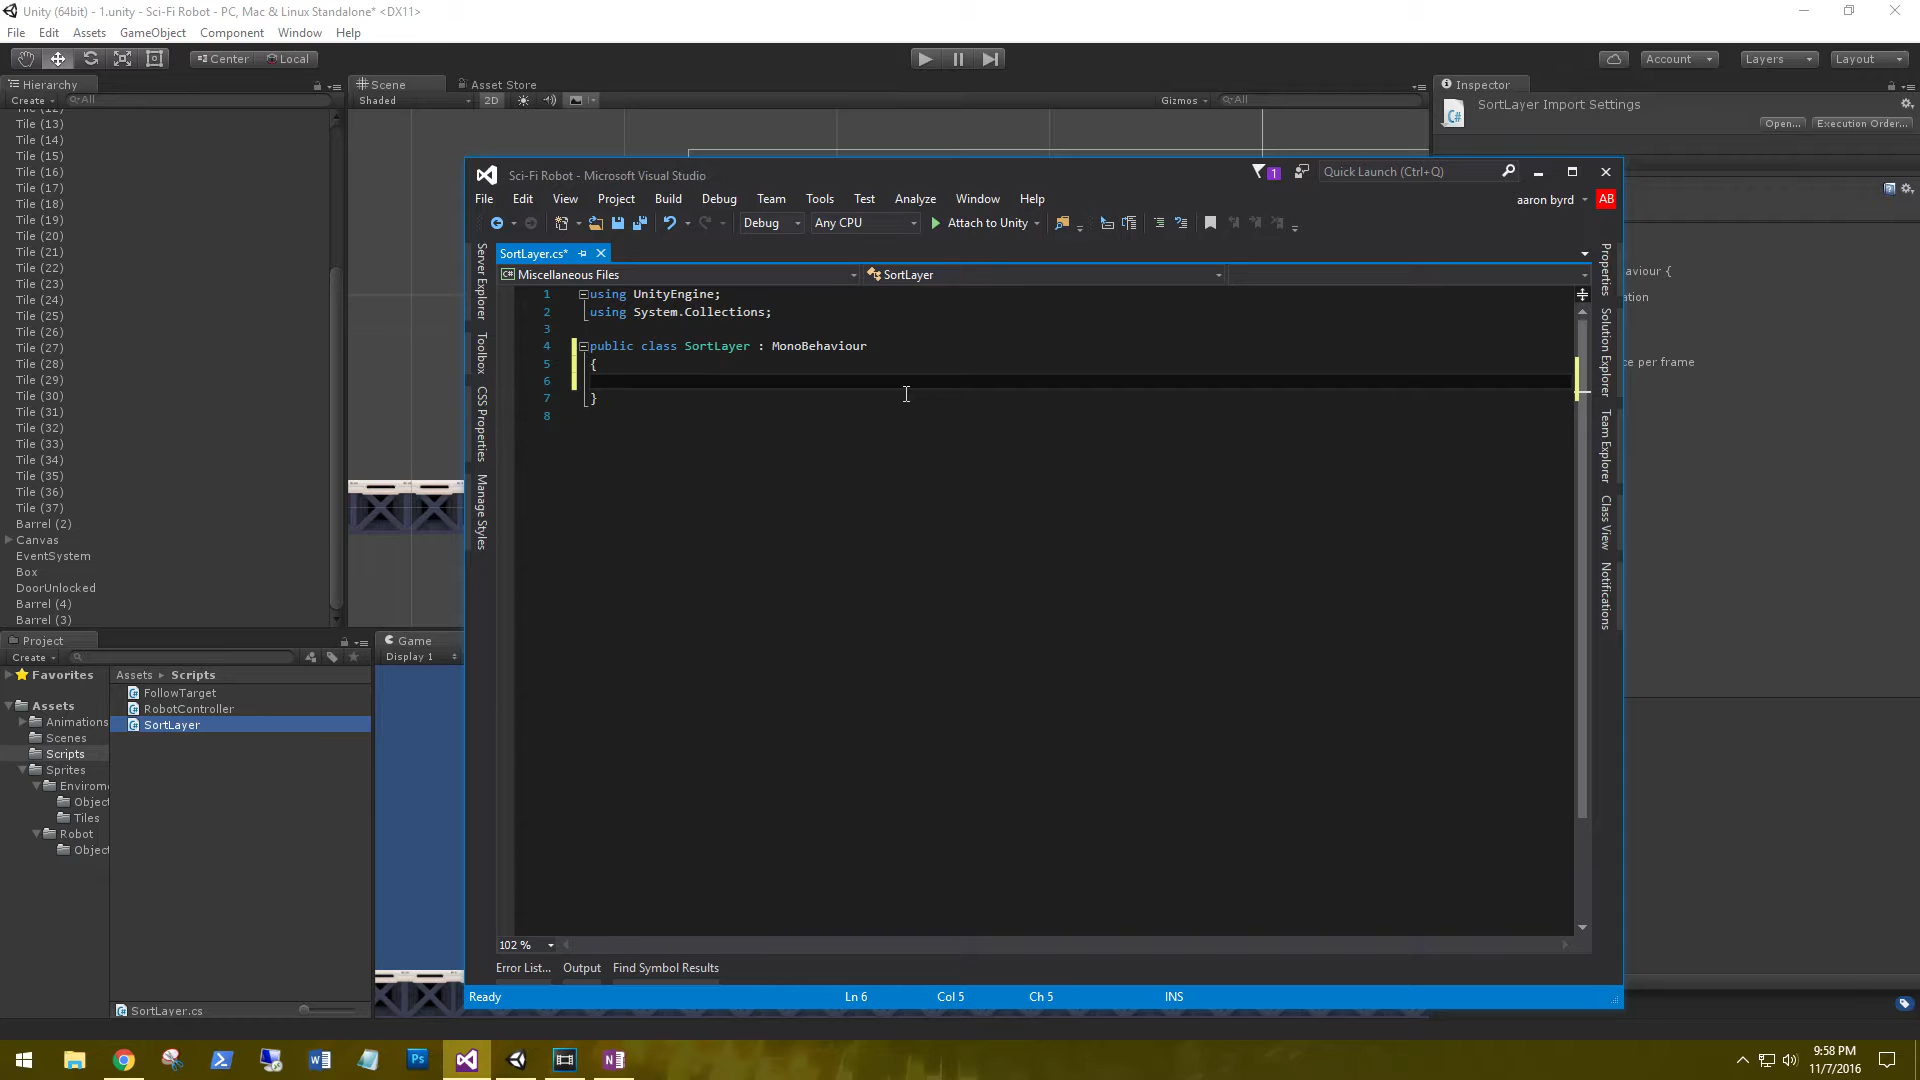 Unity (64bit) - 1.unity - Sci-Fi Robot - PC, Mac & Linux Standalone* <DX11>
File Edit Assets GameObject Component Window Help
Center Local
Account Layers Layout
Hierarchy
Create All
Tile (13)
Tile (14)
Tile (15)
Tile (16)
Tile (17)
Tile (18)
Tile (19)
Tile (20)
Tile (21)
Tile (22)
Tile (23)
Tile (24)
Tile (25)
Tile (26)
Tile (27)
Tile (28)
Tile (29)
Tile (30)
Tile (31)
Tile (32)
Tile (33)
Tile (34)
Tile (35)
Tile (36)
Tile (37)
Barrel (2)
Canvas
EventSystem
Box
DoorUnlocked
Barrel (4)
Barrel (3)
Scene Asset Store
Shaded 2D Gizmos All
Inspector
SortLayer Import Settings
Open... Execution Order...
aviour {
ation
ce per frame
Sci-Fi Robot - Microsoft Visual Studio
1 Quick Launch (Ctrl+Q)
File Edit View Project Build Debug Team Tools Test Analyze Window Help
aaron byrd AB
Debug Any CPU Attach to Unity
SortLayer.cs*
Miscellaneous Files SortLayer
1 using UnityEngine;
2 using System.Collections;
3
4 public class SortLayer : MonoBehaviour
5 {
6
7 }
8
Server Explorer
Toolbox
CSS Properties
Manage Styles
Properties
Solution Explorer
Team Explorer
Class View
Notifications
102 %
Error List... Output Find Symbol Results
Ready Ln 6 Col 5 Ch 5 INS
Project
Create
Favorites
Assets
Animations
Scenes
Scripts
Sprites
Envirom
Object
Tiles
Robot
Object
Assets Scripts
FollowTarget
RobotController
SortLayer
SortLayer.cs
Game
Display 1
9:58 PM
11/7/2016